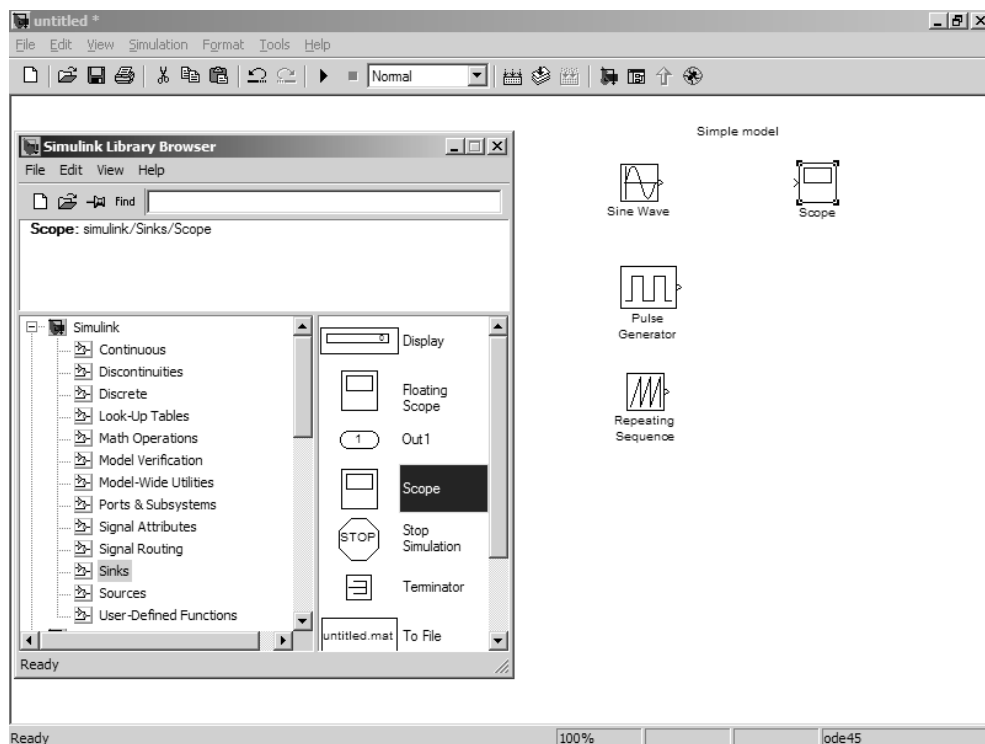 untitled *
File Edit View Simulation Format Tools Help
Normal
Simulink Library Browser
File Edit View Help
Find
Scope: simulink/Sinks/Scope
Simulink
Continuous
Discontinuities
Discrete
Look-Up Tables
Math Operations
Model Verification
Model-Wide Utilities
Ports & Subsystems
Signal Attributes
Signal Routing
Sinks
Sources
User-Defined Functions
0
Display
Floating
Scope
1
Out1
Scope
STOP
Stop
Simulation
Terminator
untitled.mat
To File
Ready
Simple model
Sine Wave
Scope
Pulse
Generator
Repeating
Sequence
Ready 100% ode45